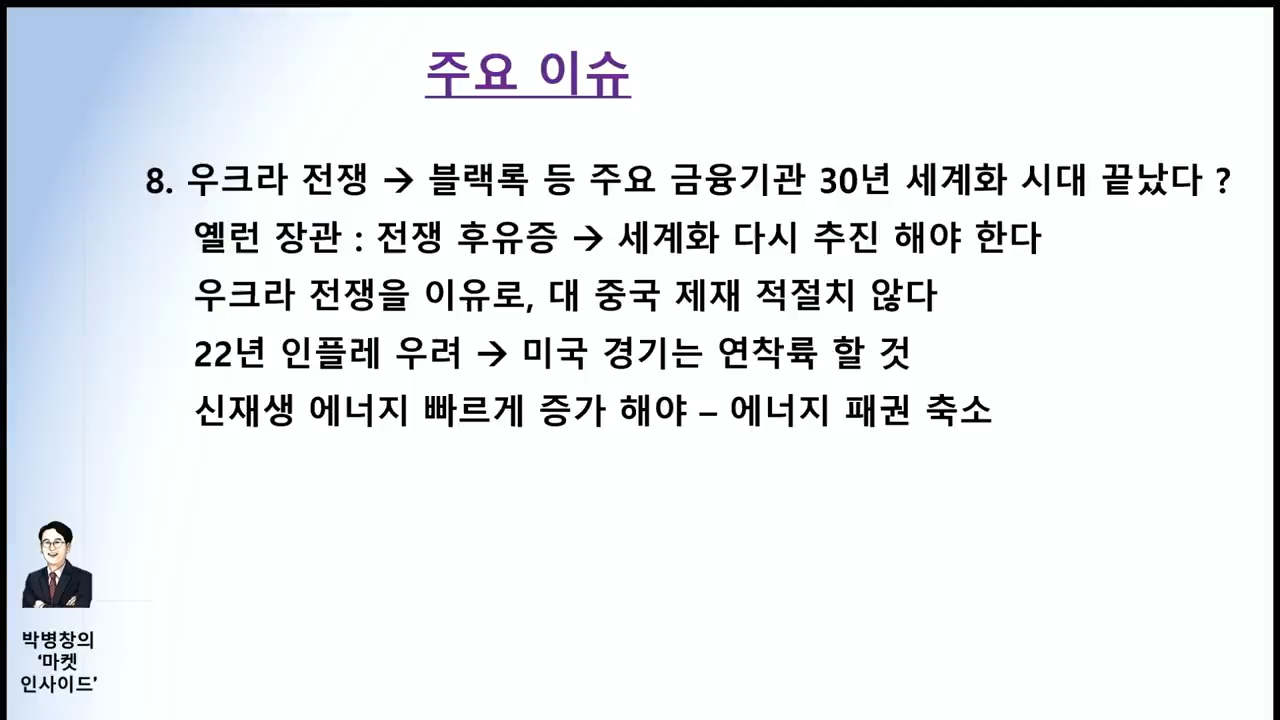 주요 이슈
8. 우크라 전쟁 → 블랙록 등 주요 금융기관 30년 세계화 시대 끝났다 ?
옐런 장관 : 전쟁 후유증 → 세계화 다시 추진 해야 한다
우크라 전쟁을 이유로, 대 중국 제재 적절치 않다
22년 인플레 우려 → 미국 경기는 연착륙 할 것
신재생 에너지 빠르게 증가 해야 – 에너지 패권 축소
박병창의
‘마켓
인사이드’